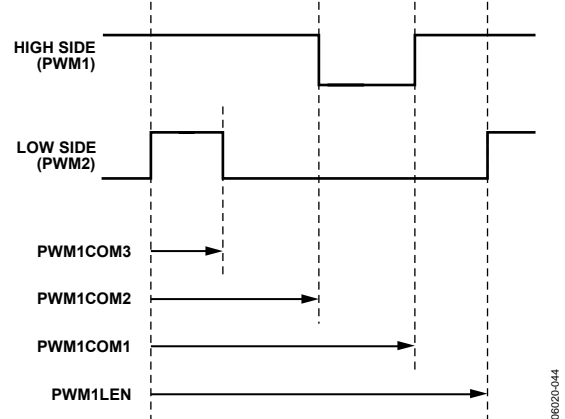 HIGH SIDE
(PWM1)
LOW SIDE
(PWM2)
PWM1COM3
PWM1COM2
PWM1COM1
PWM1LEN
06020-044